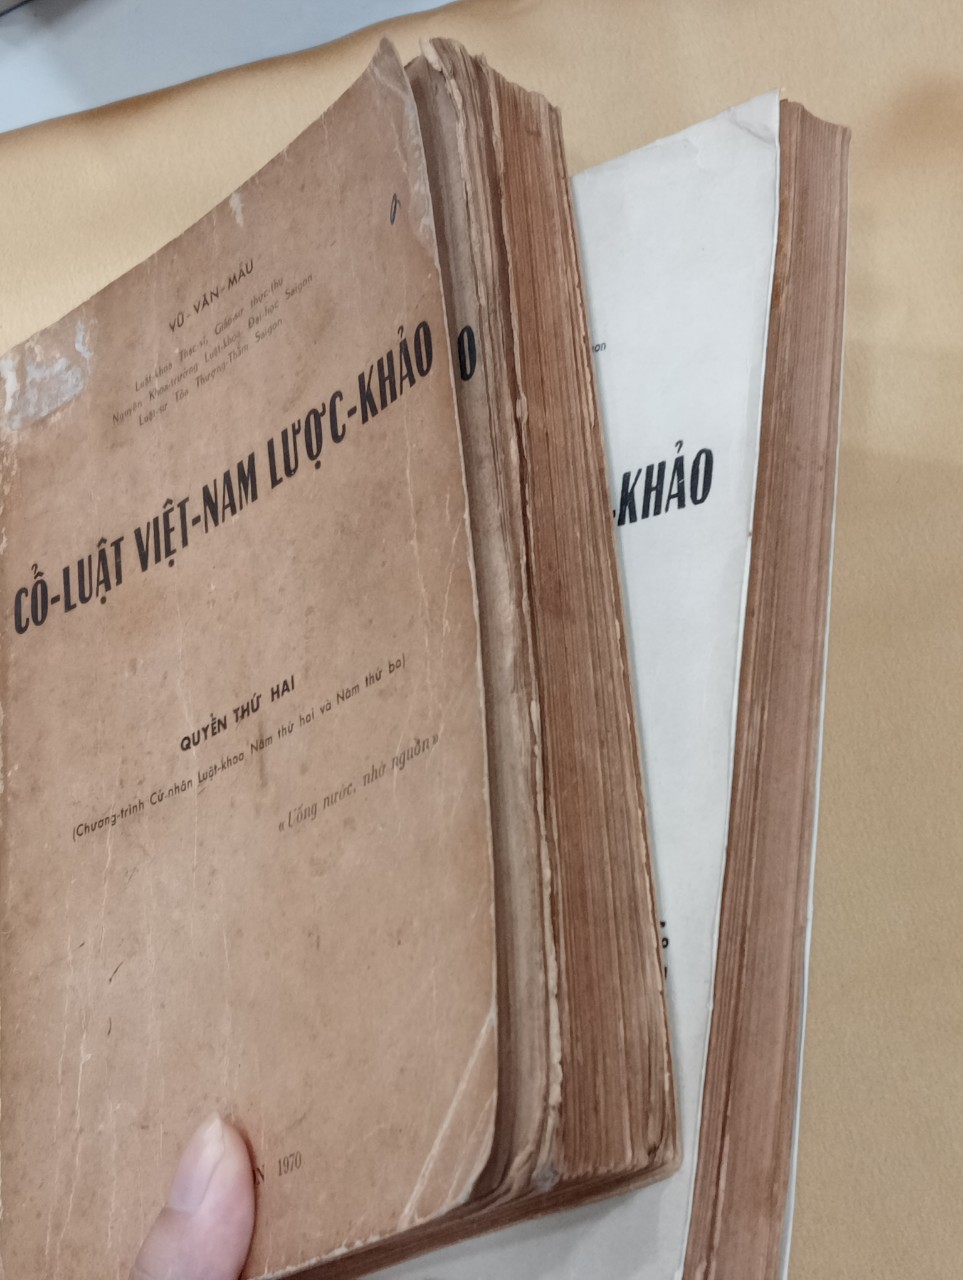 VŨ-VĂN-MẪU
Luật-khoa Thạc-sĩ, Giáo-sư thực-thụ
Nguyên Khoa-trưởng Luật-khoa Đại-học Saigon
Luật-sư Tòa Thượng-Thẩm Saigon
CỔ-LUẬT VIỆT-NAM LƯỢC-KHẢO
QUYỂN THỨ HAI
(Chương-trình Cử-nhân Luật-khoa Năm thứ hai và Năm thứ ba)
«Uống nước, nhớ nguồn»
1970
O
-KHẢO